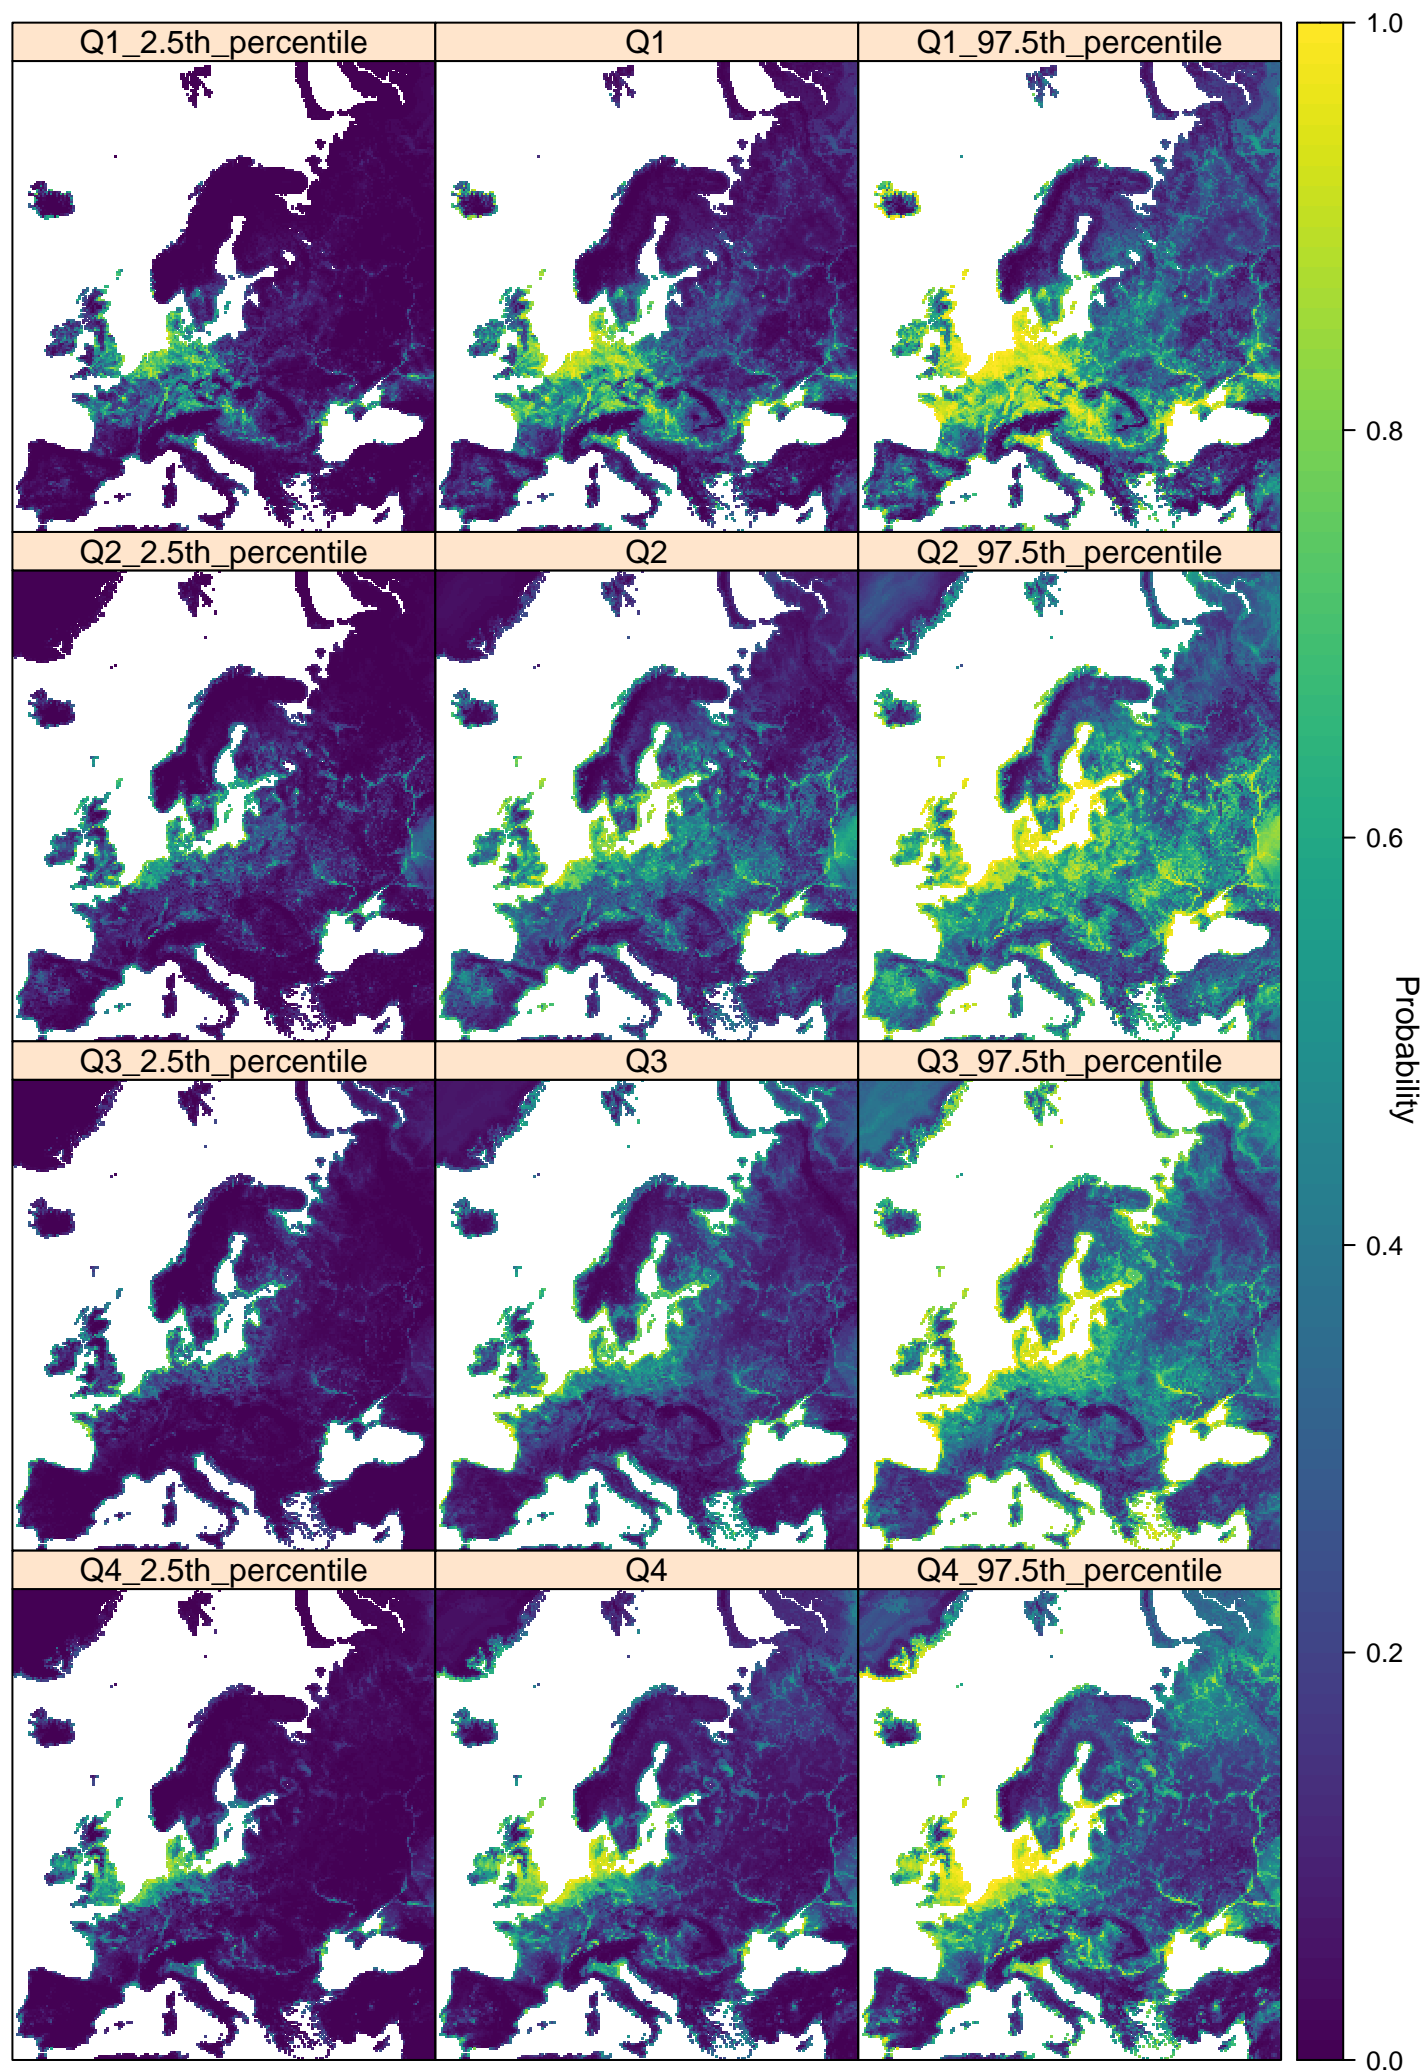 Q1_2.5th_percentile
Q1
Q1_97.5th_percentile
Q2_2.5th_percentile
Q2
Q2_97.5th_percentile
Q3_2.5th_percentile
Q3
Q3_97.5th_percentile
Q4_2.5th_percentile
Q4
Q4_97.5th_percentile
1.0
0.8
0.6
0.4
0.2
0.0
Probability